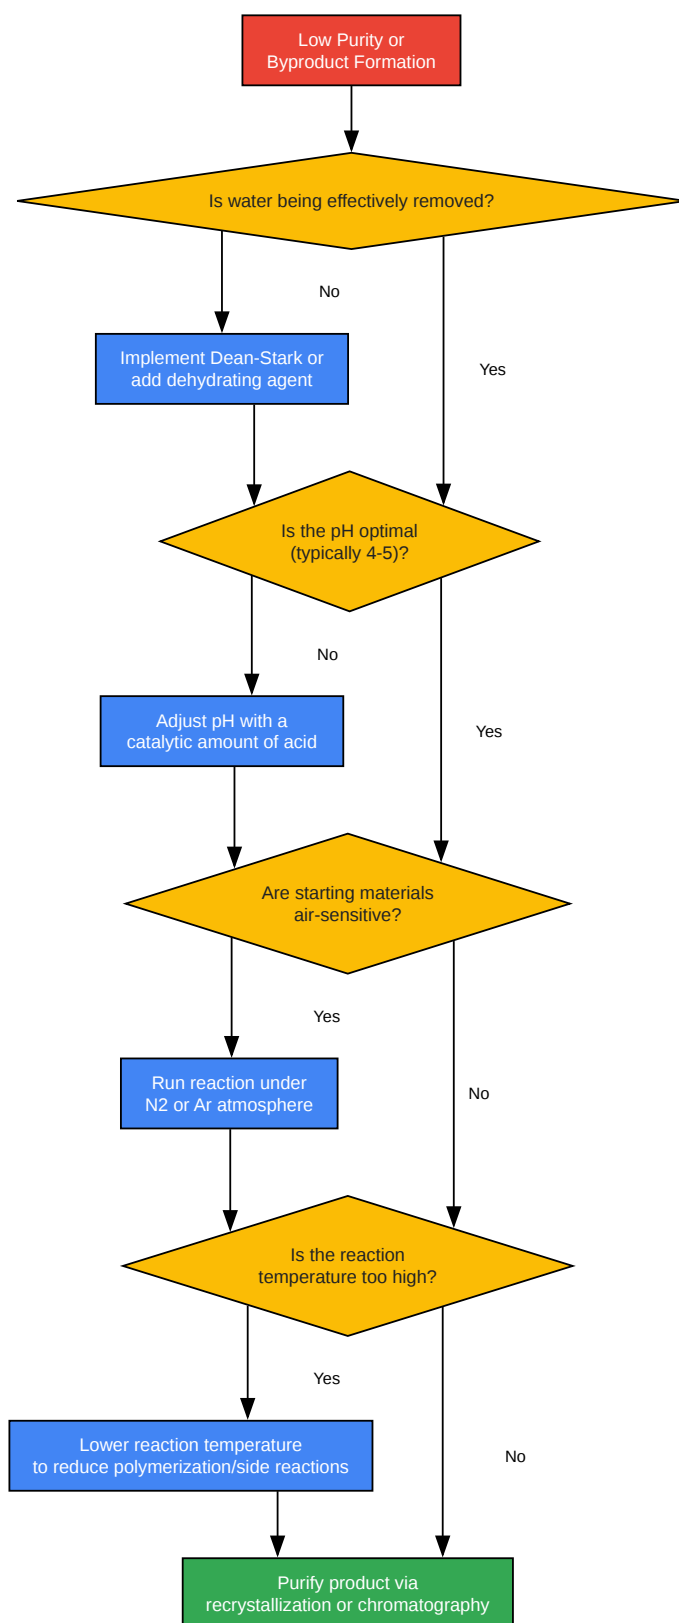 Low Purity or
Byproduct Formation
Is water being effectively removed?
No
Implement Dean-Stark or
add dehydrating agent
Yes
Is the pH optimal
(typically 4-5)?
No
Adjust pH with a
catalytic amount of acid
Yes
Are starting materials
air-sensitive?
Yes
Run reaction under
N2 or Ar atmosphere
No
Is the reaction
temperature too high?
Yes
Lower reaction temperature
to reduce polymerization/side reactions
No
Purify product via
recrystallization or chromatography